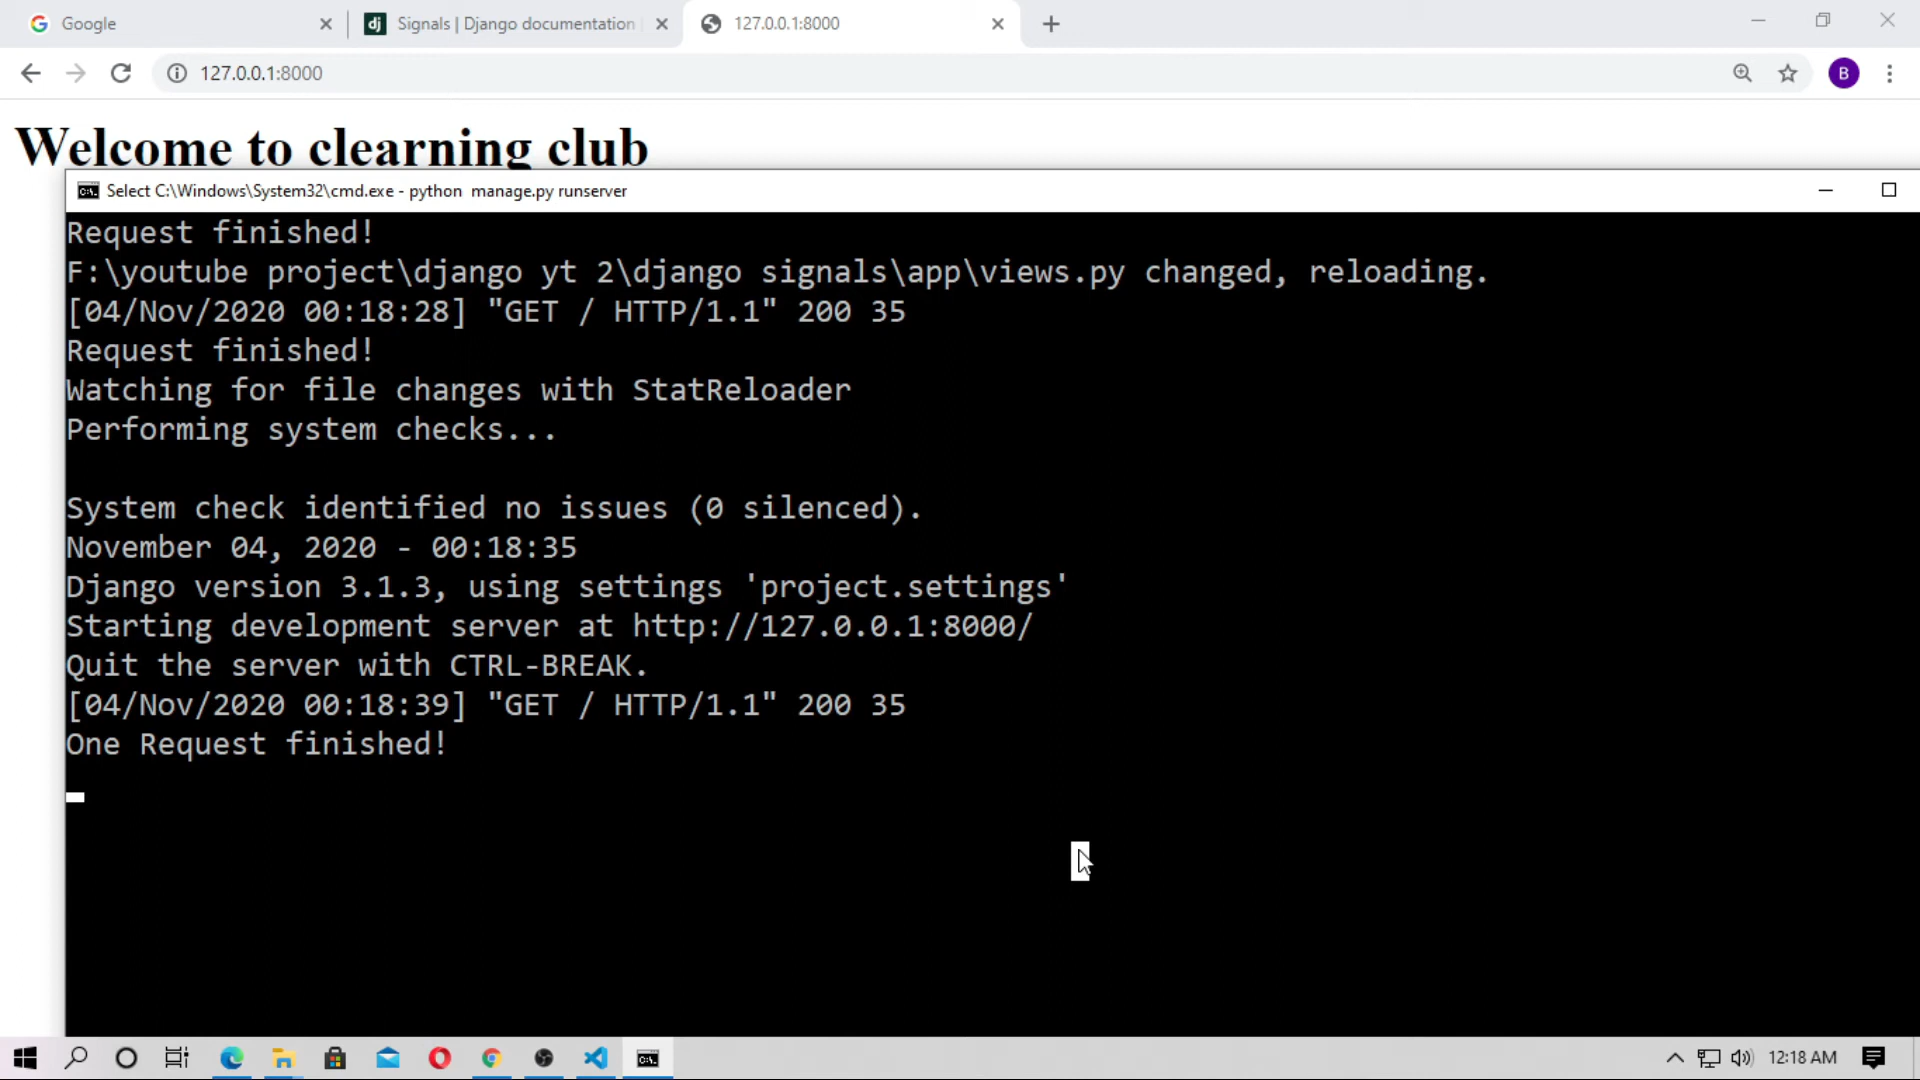 Google
Signals | Django documentation
127.0.0.1:8000
127.0.0.1:8000
B
Welcome to clearning club
Select C:\Windows\System32\cmd.exe - python  manage.py runserver
Request finished!
F:\youtube project\django yt 2\django signals\app\views.py changed, reloading.
[04/Nov/2020 00:18:28] "GET / HTTP/1.1" 200 35
Request finished!
Watching for file changes with StatReloader
Performing system checks...
System check identified no issues (0 silenced).
November 04, 2020 - 00:18:35
Django version 3.1.3, using settings 'project.settings'
Starting development server at http://127.0.0.1:8000/
Quit the server with CTRL-BREAK.
[04/Nov/2020 00:18:39] "GET / HTTP/1.1" 200 35
One Request finished!
12:18 AM